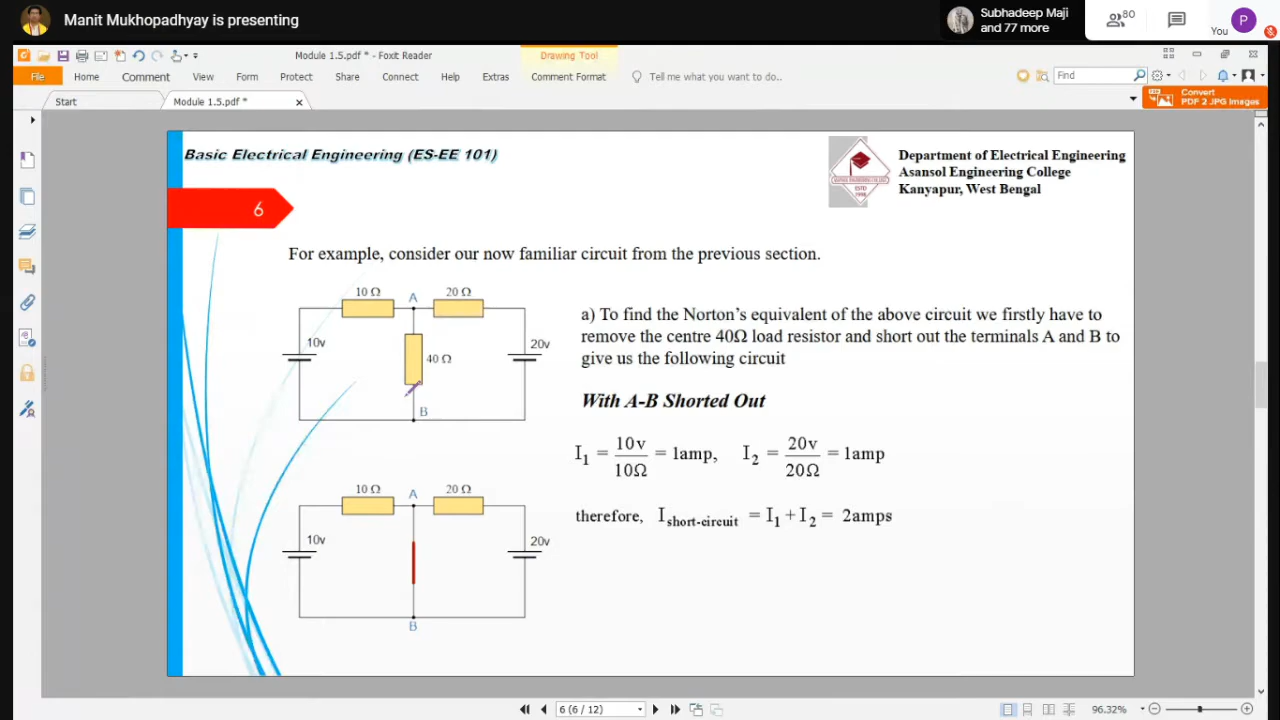 Manit Mukhopadhyay is presenting
Subhadeep Maji
and 77 more
80
You
P
Module 1.5.pdf * - Foxit Reader
Drawing Tool
File
Home
Comment
View
Form
Protect
Share
Connect
Help
Extras
Comment Format
Tell me what you want to do..
Find
Start
Module 1.5.pdf *
Convert
PDF 2 JPG Images
Basic Electrical Engineering (ES-EE 101)
Department of Electrical Engineering
Asansol Engineering College
Kanyapur, West Bengal
6
For example, consider our now familiar circuit from the previous section.
10 Ω
A
20 Ω
10v
40 Ω
20v
B
a) To find the Norton's equivalent of the above circuit we firstly have to
remove the centre 40Ω load resistor and short out the terminals A and B to
give us the following circuit
With A-B Shorted Out
I₁ = 10v/10Ω = 1amp, I₂ = 20v/20Ω = 1amp
therefore, I short-circuit = I₁ + I₂ = 2amps
10 Ω
A
20 Ω
10v
20v
B
6 (6 / 12)
96.32%